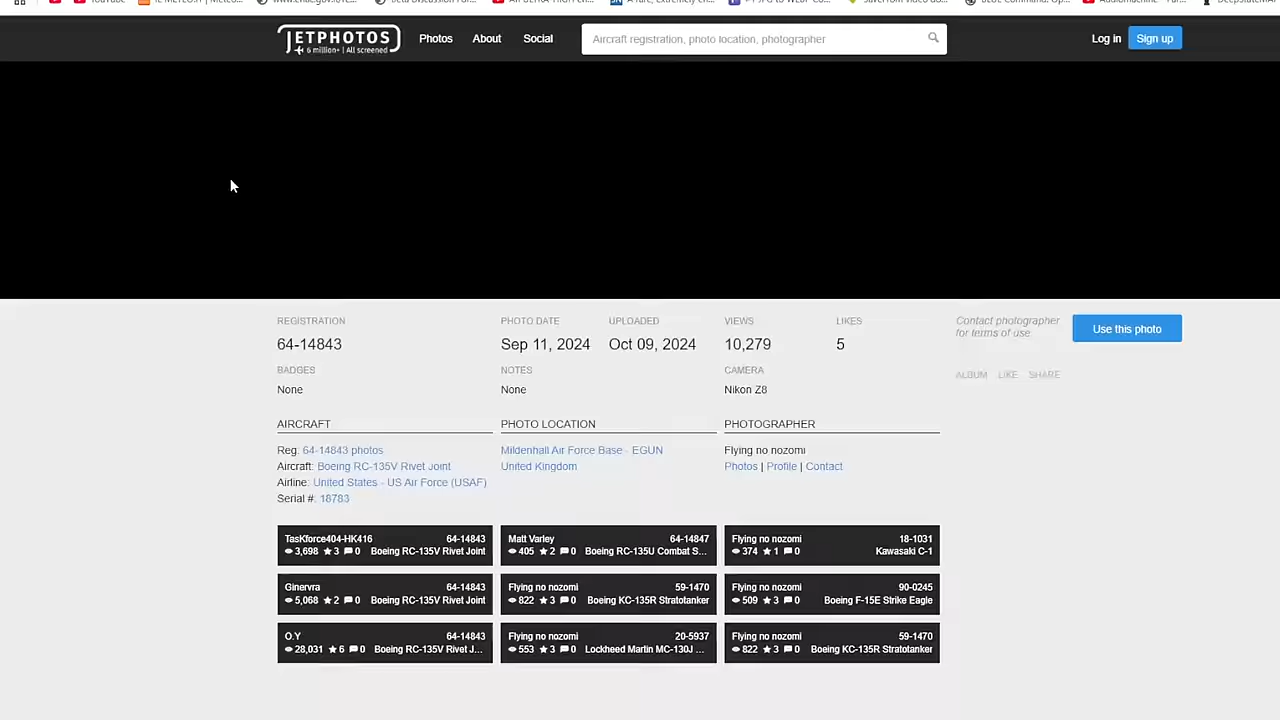 JETPHOTOS
6 million+ | All screened
Photos
About
Social
Aircraft registration, photo location, photographer
Log in
Sign up
REGISTRATION
64-14843
PHOTO DATE
Sep 11, 2024
UPLOADED
Oct 09, 2024
VIEWS
10,279
LIKES
5
Contact photographer
for terms of use
Use this photo
BADGES
None
NOTES
None
CAMERA
Nikon Z8
ALBUM LIKE SHARE
AIRCRAFT
Reg: 64-14843 photos
Aircraft: Boeing RC-135V Rivet Joint
Airline: United States - US Air Force (USAF)
Serial #: 18783
PHOTO LOCATION
Mildenhall Air Force Base - EGUN
United Kingdom
PHOTOGRAPHER
Flying no nozomi
Photos | Profile | Contact
TasKforce404-HK416 64-14843
3,698 3 0 Boeing RC-135V Rivet Joint
Matt Varley 64-14847
405 2 0 Boeing RC-135U Combat S...
Flying no nozomi 18-1031
374 1 0 Kawasaki C-1
Ginervra 64-14843
5,068 2 0 Boeing RC-135V Rivet Joint
Flying no nozomi 59-1470
822 3 0 Boeing KC-135R Stratotanker
Flying no nozomi 90-0245
509 3 0 Boeing F-15E Strike Eagle
O.Y 64-14843
28,031 6 0 Boeing RC-135V Rivet J...
Flying no nozomi 20-5937
553 3 0 Lockheed Martin MC-130J ...
Flying no nozomi 59-1470
822 3 0 Boeing KC-135R Stratotanker